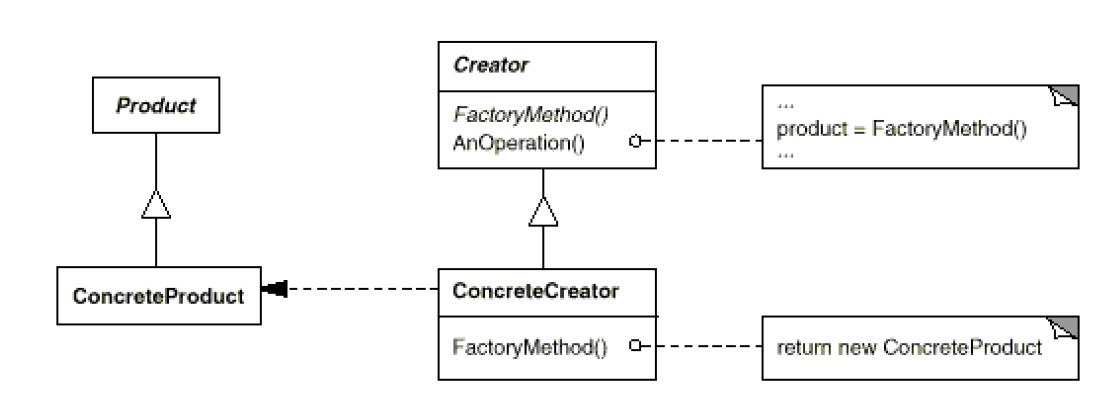 Product
ConcreteProduct
Creator
FactoryMethod()
AnOperation()
...
product = FactoryMethod()
...
ConcreteCreator
FactoryMethod()
return new ConcreteProduct